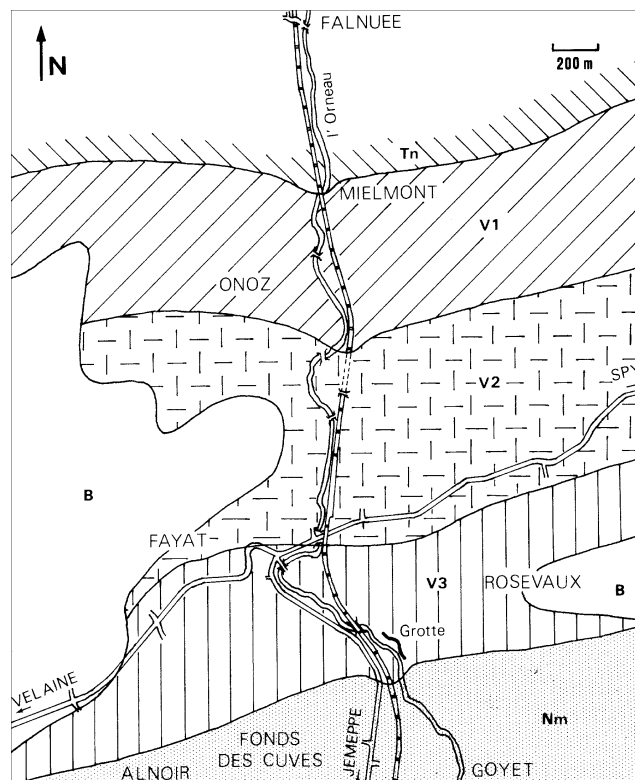 FALNUEE
N
200 m
l' Orneau
Tn
MIELMONT
V1
ONOZ
V2
SPY
B
FAYAT
V3
ROSEVAUX
B
Grotte
VELAINE
JEMEPPE
Nm
FONDS
DES CUVES
GOYET
ALNOIR